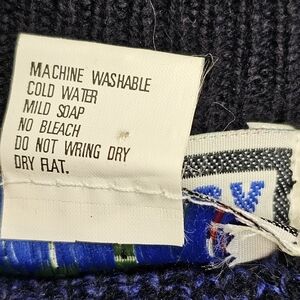 MACHINE WASHABLE
COLD WATER
MILD SOAP
NO BLEACH
DO NOT WRING DRY
DRY FLAT.